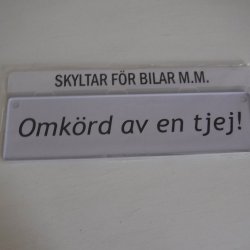 SKYLTAR FÖR BILAR M.M.
Omkörd av en tjej!